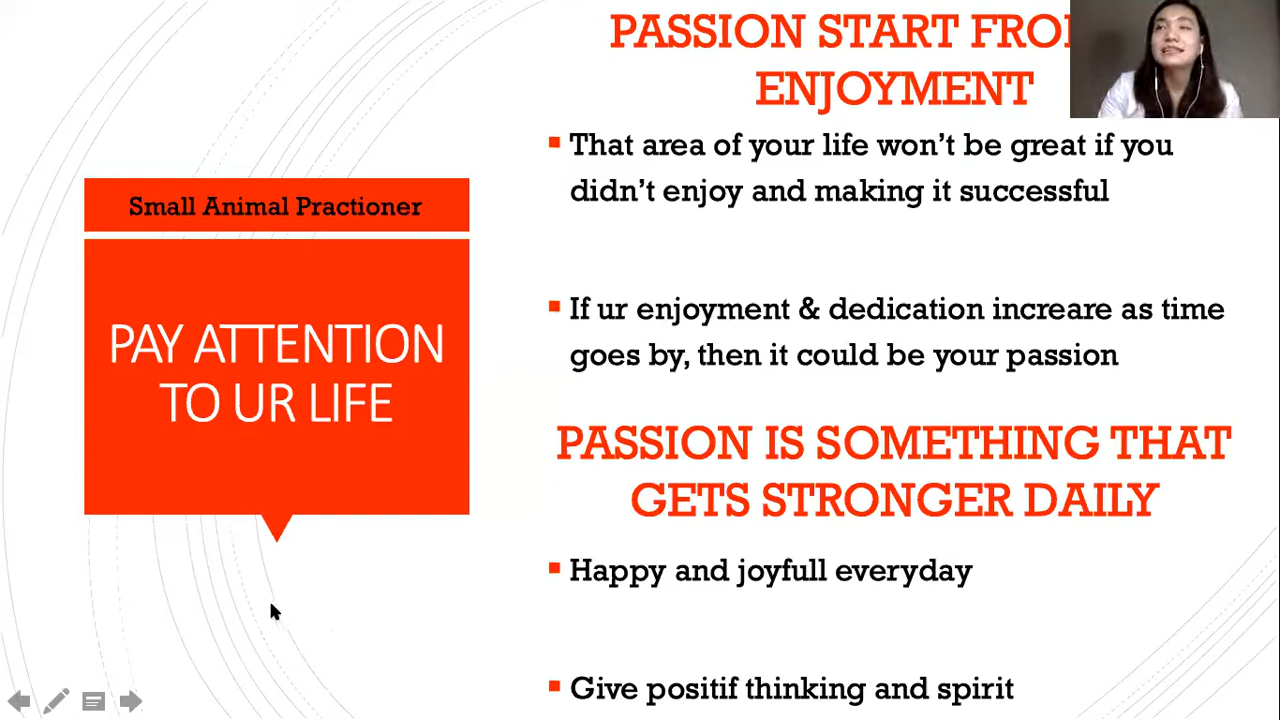 Small Animal Practioner
PAY ATTENTION
TO UR LIFE
PASSION START
ENJOYMENT
That area of your life won't be great if you
didn't enjoy and making it successful
If ur enjoyment & dedication increare as time
goes by, then it could be your passion
PASSION IS SOMETHING THAT
GETS STRONGER DAILY
Happy and joyfull everyday
Give positif thinking and spirit